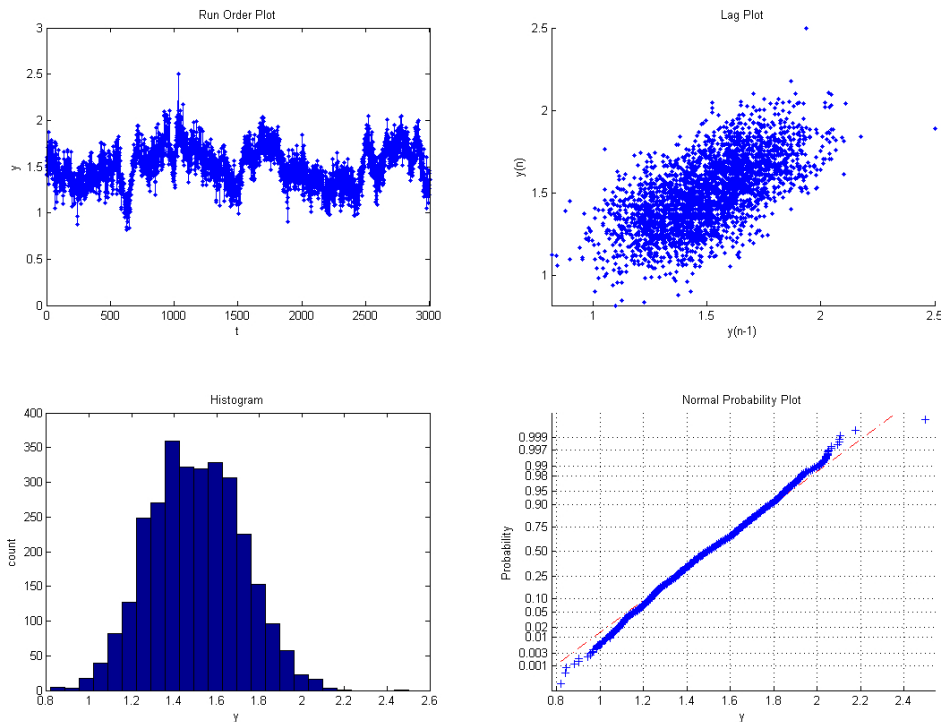 Run Order Plot
3
2.5
2
1.5
1
0.5
0
y
0 500 1000 1500 2000 2500 3000
t
Lag Plot
2.5
2
1.5
1
y(n)
1 1.5 2 2.5
y(n-1)
Histogram
400
350
300
250
200
150
100
50
0
count
0.8 1 1.2 1.4 1.6 1.8 2 2.2 2.4 2.6
y
Normal Probability Plot
0.999
0.997
0.99
0.98
0.95
0.90
0.75
0.50
0.25
0.10
0.05
0.02
0.01
0.003
0.001
Probability
1 1.2 1.4 1.6 1.8 2 2.2 2.4
y